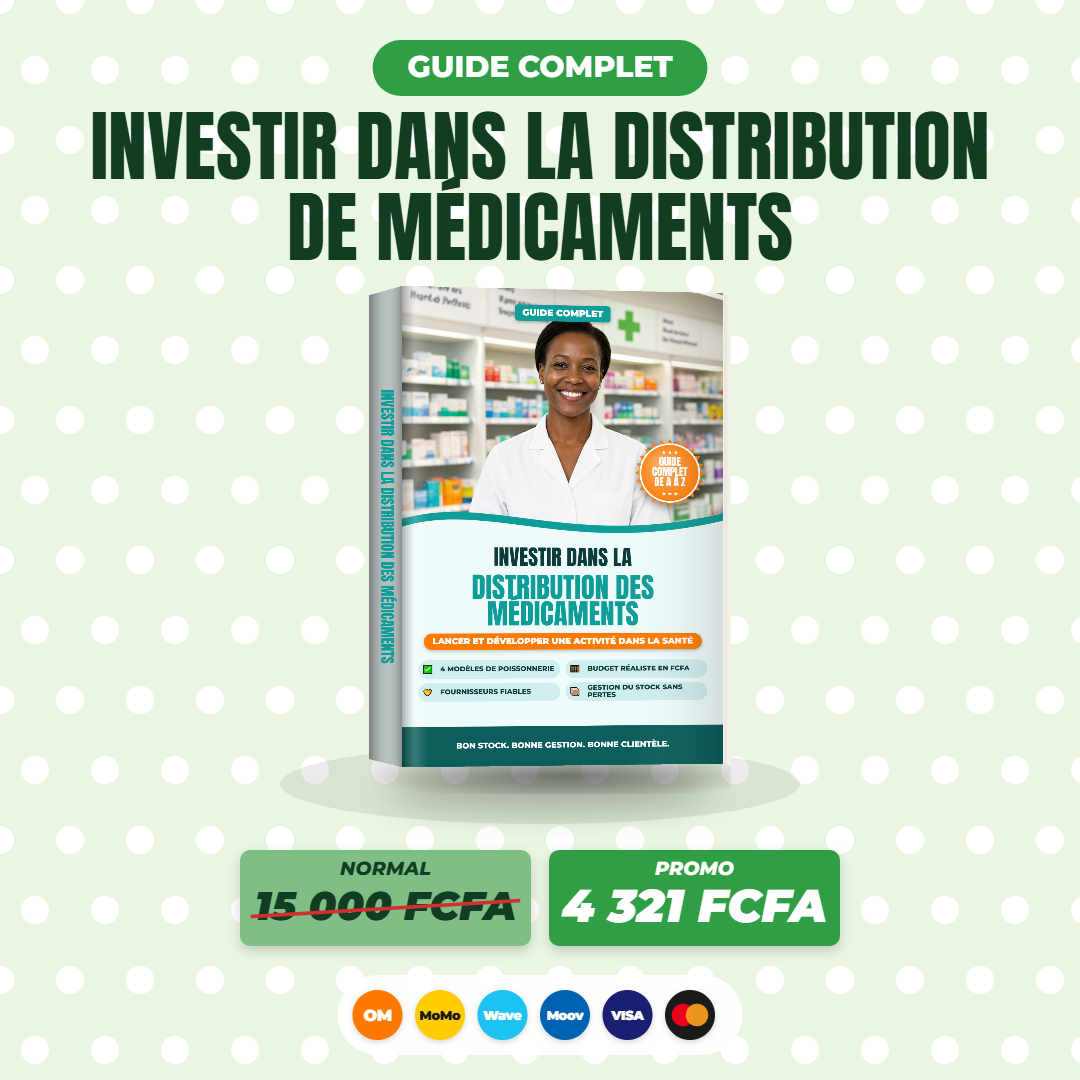 GUIDE COMPLET
INVESTIR DANS LA DISTRIBUTION
DE MÉDICAMENTS
GUIDE COMPLET
GUIDE
COMPLET
DE A À Z
INVESTIR DANS LA DISTRIBUTION DES MÉDICAMENTS
INVESTIR DANS LA
DISTRIBUTION DES
MÉDICAMENTS
LANCER ET DÉVELOPPER UNE ACTIVITÉ DANS LA SANTÉ
4 MODÈLES DE POISSONNERIE
BUDGET RÉALISTE EN FCFA
FOURNISSEURS FIABLES
GESTION DU STOCK SANS
PERTES
BON STOCK. BONNE GESTION. BONNE CLIENTÈLE.
NORMAL
15 000 FCFA
PROMO
4 321 FCFA
OM
MoMo
Wave
Moov
VISA